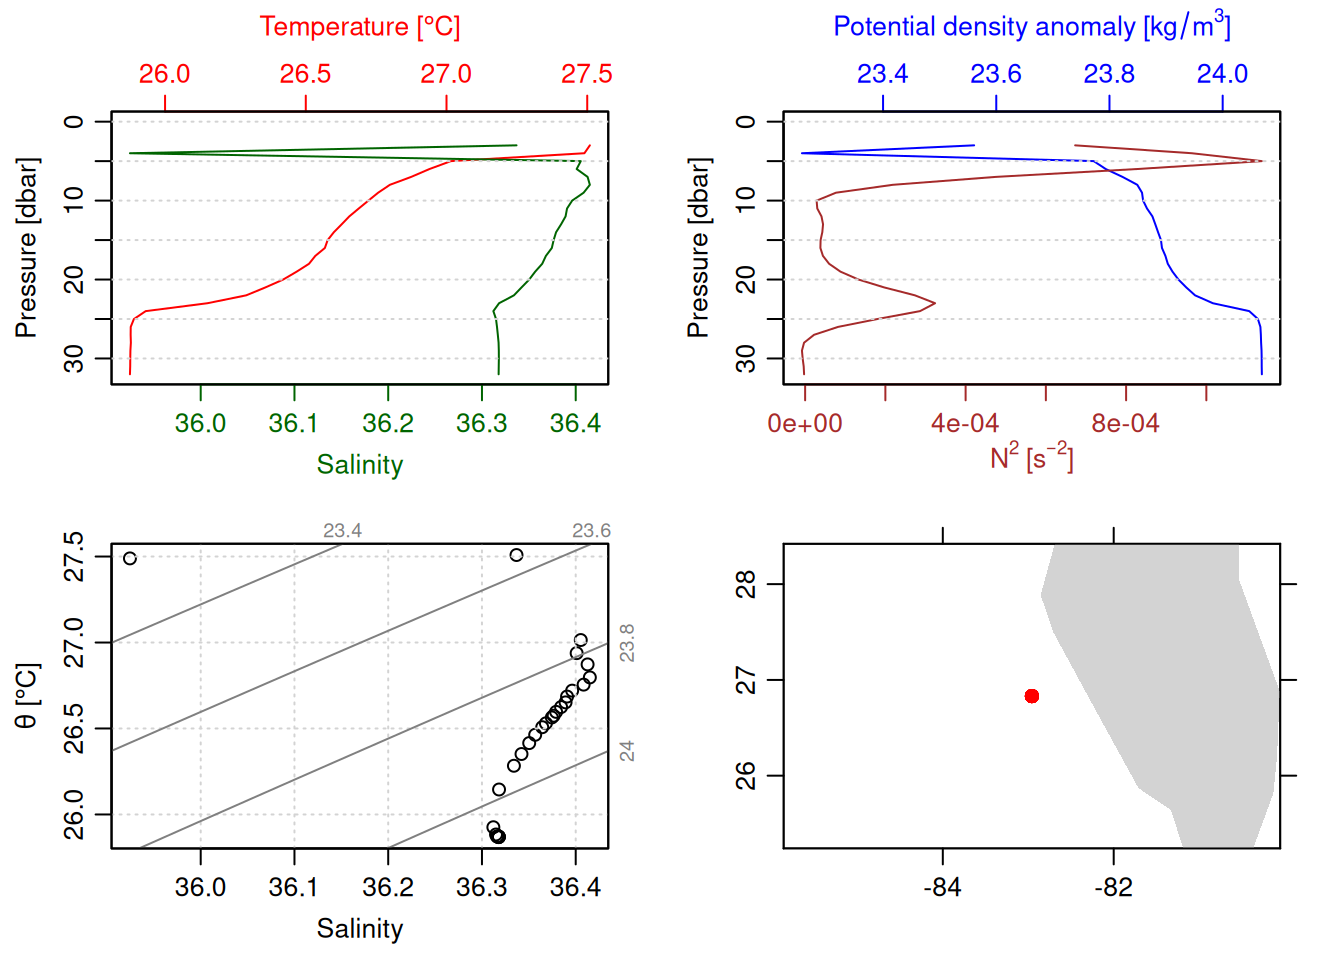 Temperature [°C]
26.0 26.5 27.0 27.5
0
10
20
30
Pressure [dbar]
36.0 36.1 36.2 36.3 36.4
Salinity
Potential density anomaly [kg/m³]
23.4 23.6 23.8 24.0
0
10
20
30
Pressure [dbar]
0e+00 4e-04 8e-04
N² [s⁻²]
23.4 23.6
23.8
24
27.5
27.0
26.5
26.0
θ [°C]
36.0 36.1 36.2 36.3 36.4
Salinity
28
27
26
-84 -82